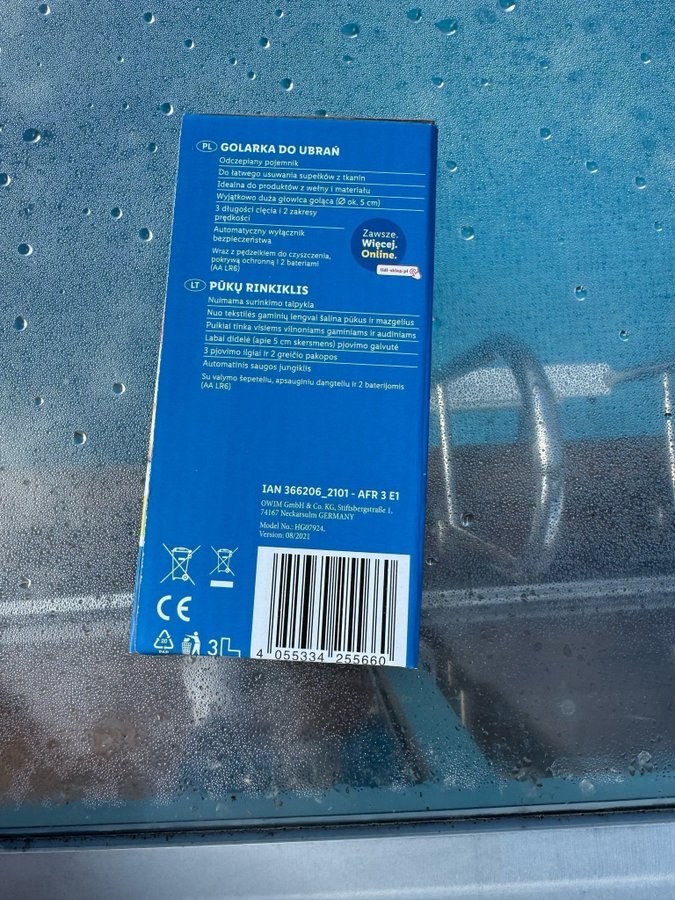 PL GOLARKA DO UBRAŃ
Odczepiany pojemnik
Do łatwego usuwania supełków z tkanin
Idealna do produktów z wełny i materiału
Wyjątkowo duża głowica goląca (Ø ok. 5 cm)
3 długości cięcia i 2 zakresy
prędkości
Automatyczny wyłącznik
bezpieczeństwa
Wraz z pędzelkiem do czyszczenia,
pokrywą ochronną i 2 bateriami
(AA LR6)
Zawsze.
Więcej.
Online.
lidl-sklep.pl
LT PŪKŲ RINKIKLIS
Nuimama surinkimo talpykla
Nuo tekstilės gaminių lengvai šalina pūkus ir mazgelius
Puikiai tinka visiems vilnoniams gaminiams ir audiniams
Labai didelė (apie 5 cm skersmens) pjovimo galvutė
3 pjovimo ilgiai ir 2 greičio pakopos
Automatinis saugos jungiklis
Su valymo šepetėliu, apsauginiu dangteliu ir 2 baterijomis
(AA LR6)
IAN 366206_2101 - AFR 3 E1
OWIM GmbH & Co. KG, Stiftsbergstraße 1,
74167 Neckarsulm GERMANY
Model No.: HG07924,
Version: 08/2021
CE
20
PAP
3
4 055334 255660